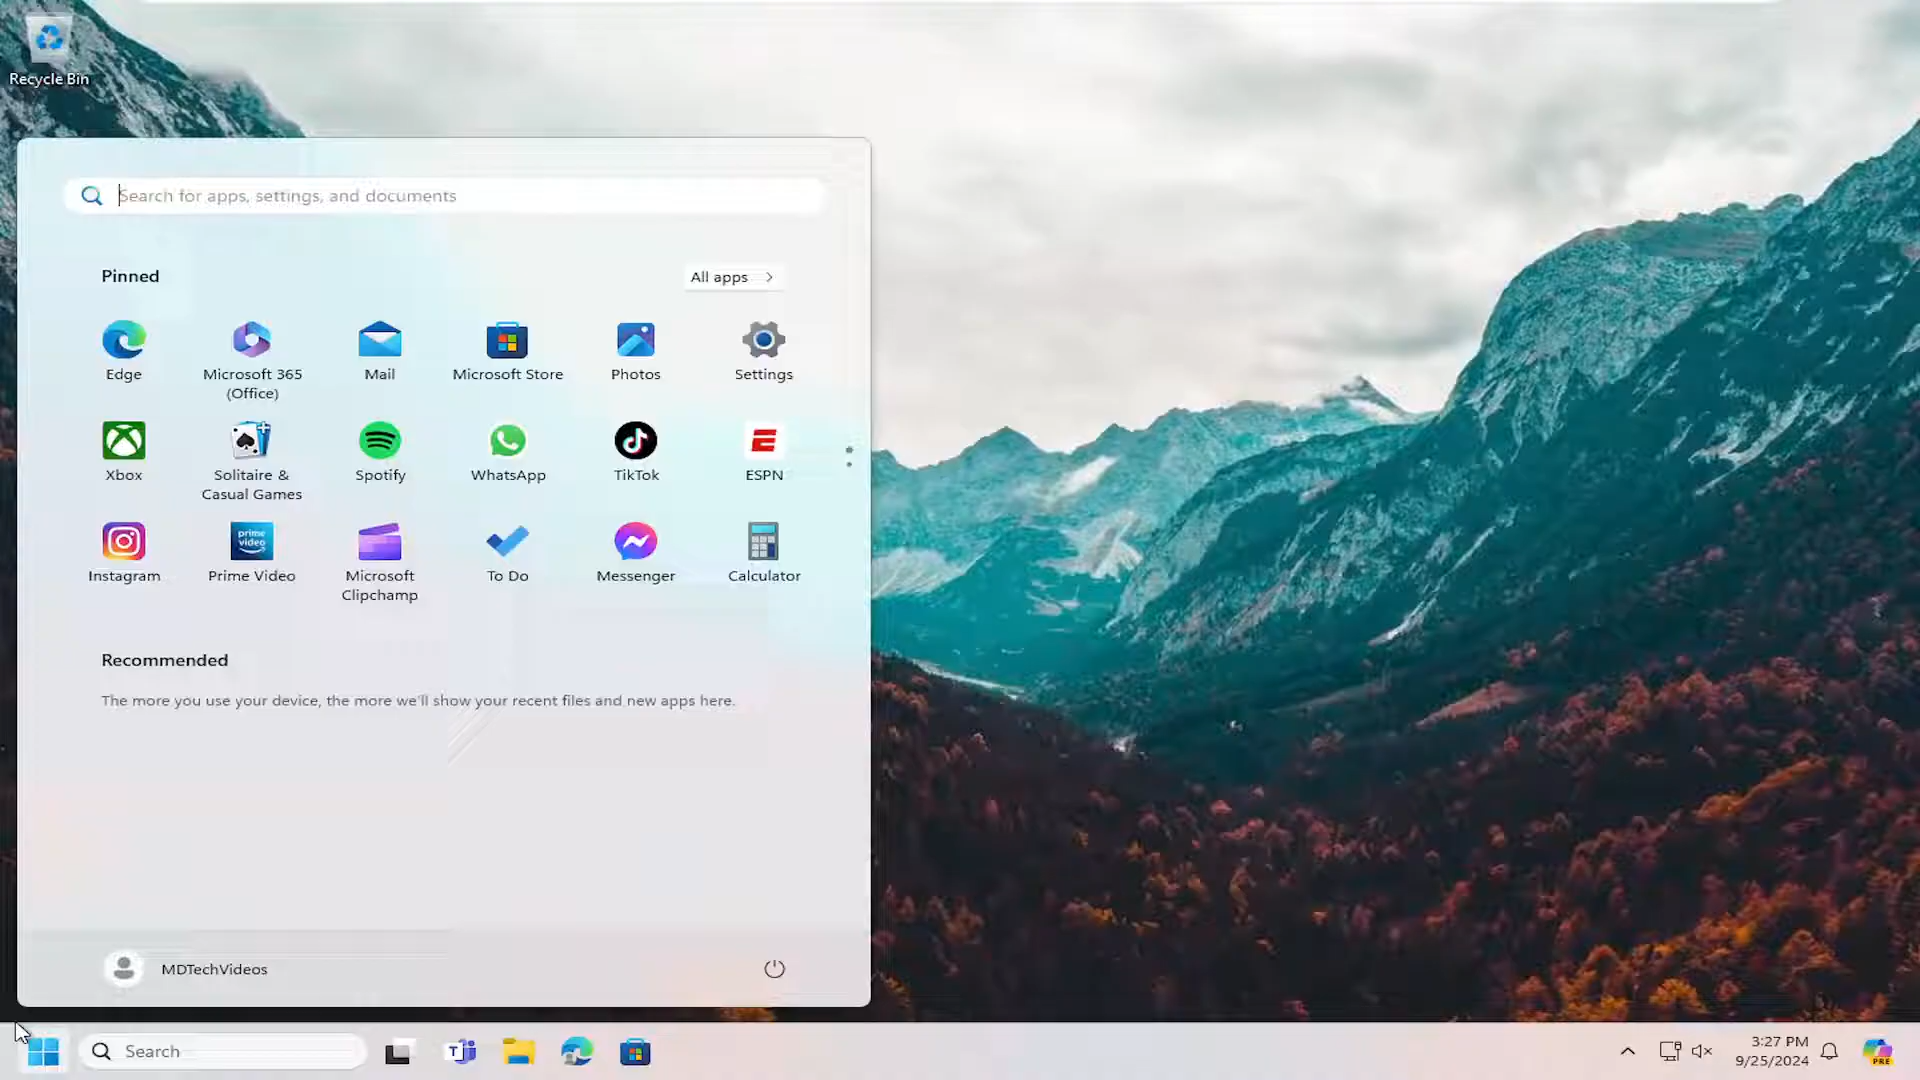 Recycle Bin
Search for apps, settings, and documents
Pinned
All apps
Edge
Microsoft 365
(Office)
Mail
Microsoft Store
Photos
Settings
Xbox
Solitaire &
Casual Games
Spotify
WhatsApp
TikTok
ESPN
prime
video
Instagram
Prime Video
Microsoft
Clipchamp
To Do
Messenger
Calculator
Recommended
The more you use your device, the more we'll show your recent files and new apps here.
MDTechVideos
Search
T
3:27 PM
9/25/2024
PRE